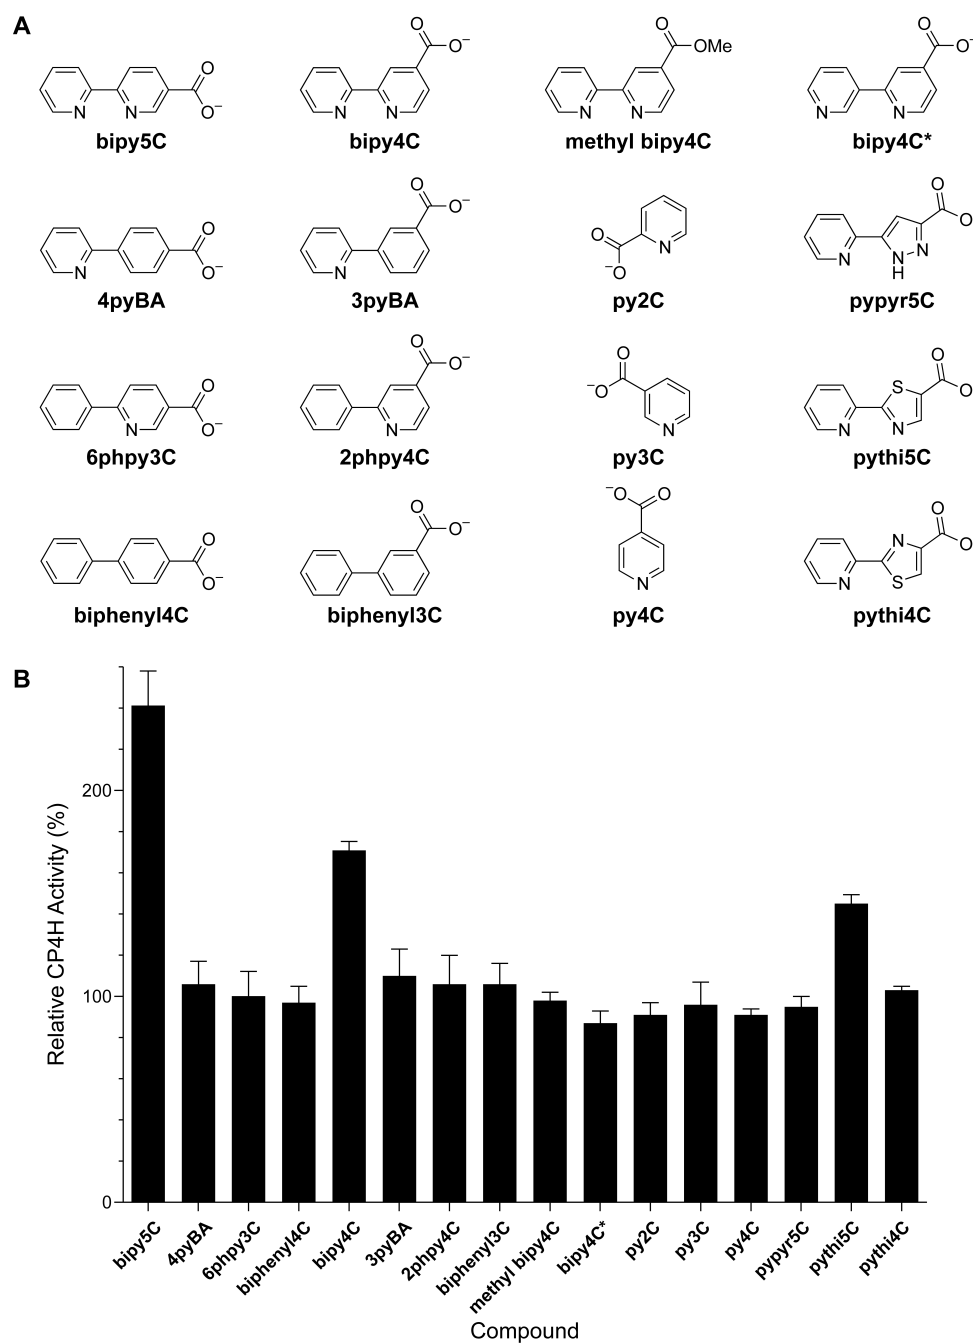 A
O
O⁻
O
OMe
O
O⁻
O
O⁻
N
N
N
N
N
N
N
N
bipy5C
bipy4C
methyl bipy4C
bipy4C*
O
O⁻
O
O⁻
O
O⁻
O
O
N
N
N
N
N
N
H
4pyBA
3pyBA
py2C
pypyr5C
O
O⁻
O
O⁻
O
⁻O
O
O
S
N
N
N
N
N
6phpy3C
2phpy4C
py3C
pythi5C
O
O⁻
O
O⁻
⁻O
O
O
O
N
N
N
S
biphenyl4C
biphenyl3C
py4C
pythi4C
B
Relative CP4H Activity (%)
200
100
0
bipy5C
4pyBA
6phpy3C
biphenyl4C
bipy4C
3pyBA
2phpy4C
biphenyl3C
methyl bipy4C
bipy4C*
py2C
py3C
py4C
pypyr5C
pythi5C
pythi4C
Compound